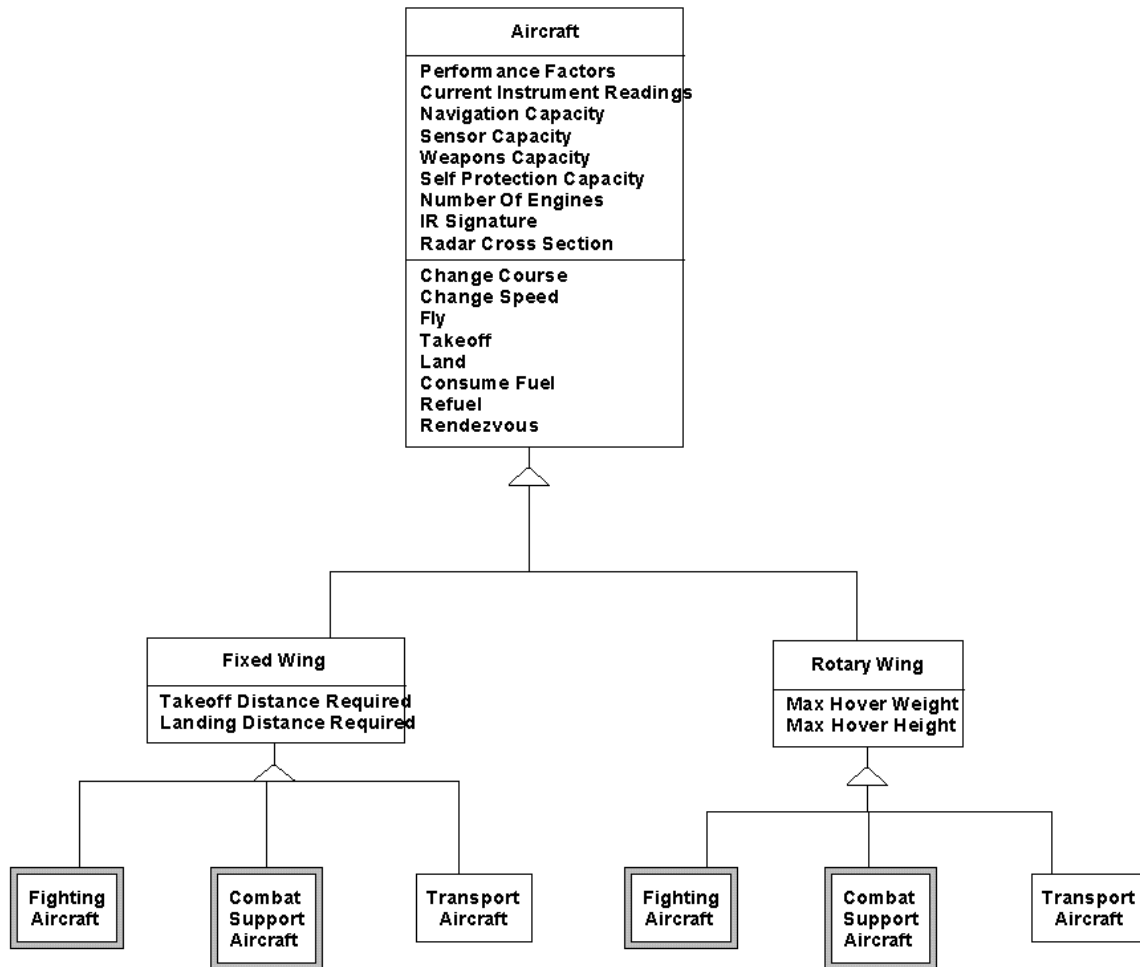 Aircraft
Performance Factors
Current Instrument Readings
Navigation Capacity
Sensor Capacity
Weapons Capacity
Self Protection Capacity
Number Of Engines
IR Signature
Radar Cross Section
Change Course
Change Speed
Fly
Takeoff
Land
Consume Fuel
Refuel
Rendezvous
Fixed Wing
Takeoff Distance Required
Landing Distance Required
Rotary Wing
Max Hover Weight
Max Hover Height
Fighting
Aircraft
Combat
Support
Aircraft
Transport
Aircraft
Fighting
Aircraft
Combat
Support
Aircraft
Transport
Aircraft